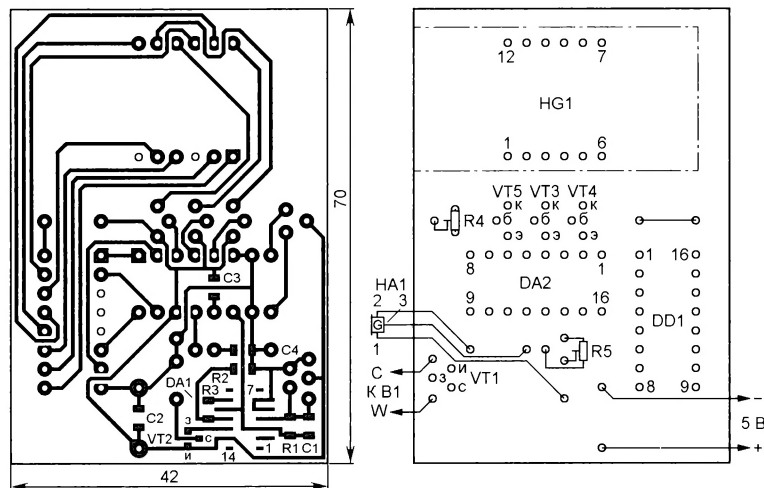 C3
C4
R2
DA1
R3
7
C2
3
VT2
С
И
14
1
R1 C1
42
70
12 7
HG1
1 6
VT5 VT3 VT4
К К К
б б б
Э Э Э
R4
8 1
DA2
9 16
1 16
DD1
8 9
HA1
2 3
G
1
R5
С
К В1
W
И
З
С
VT1
−
5 В
+